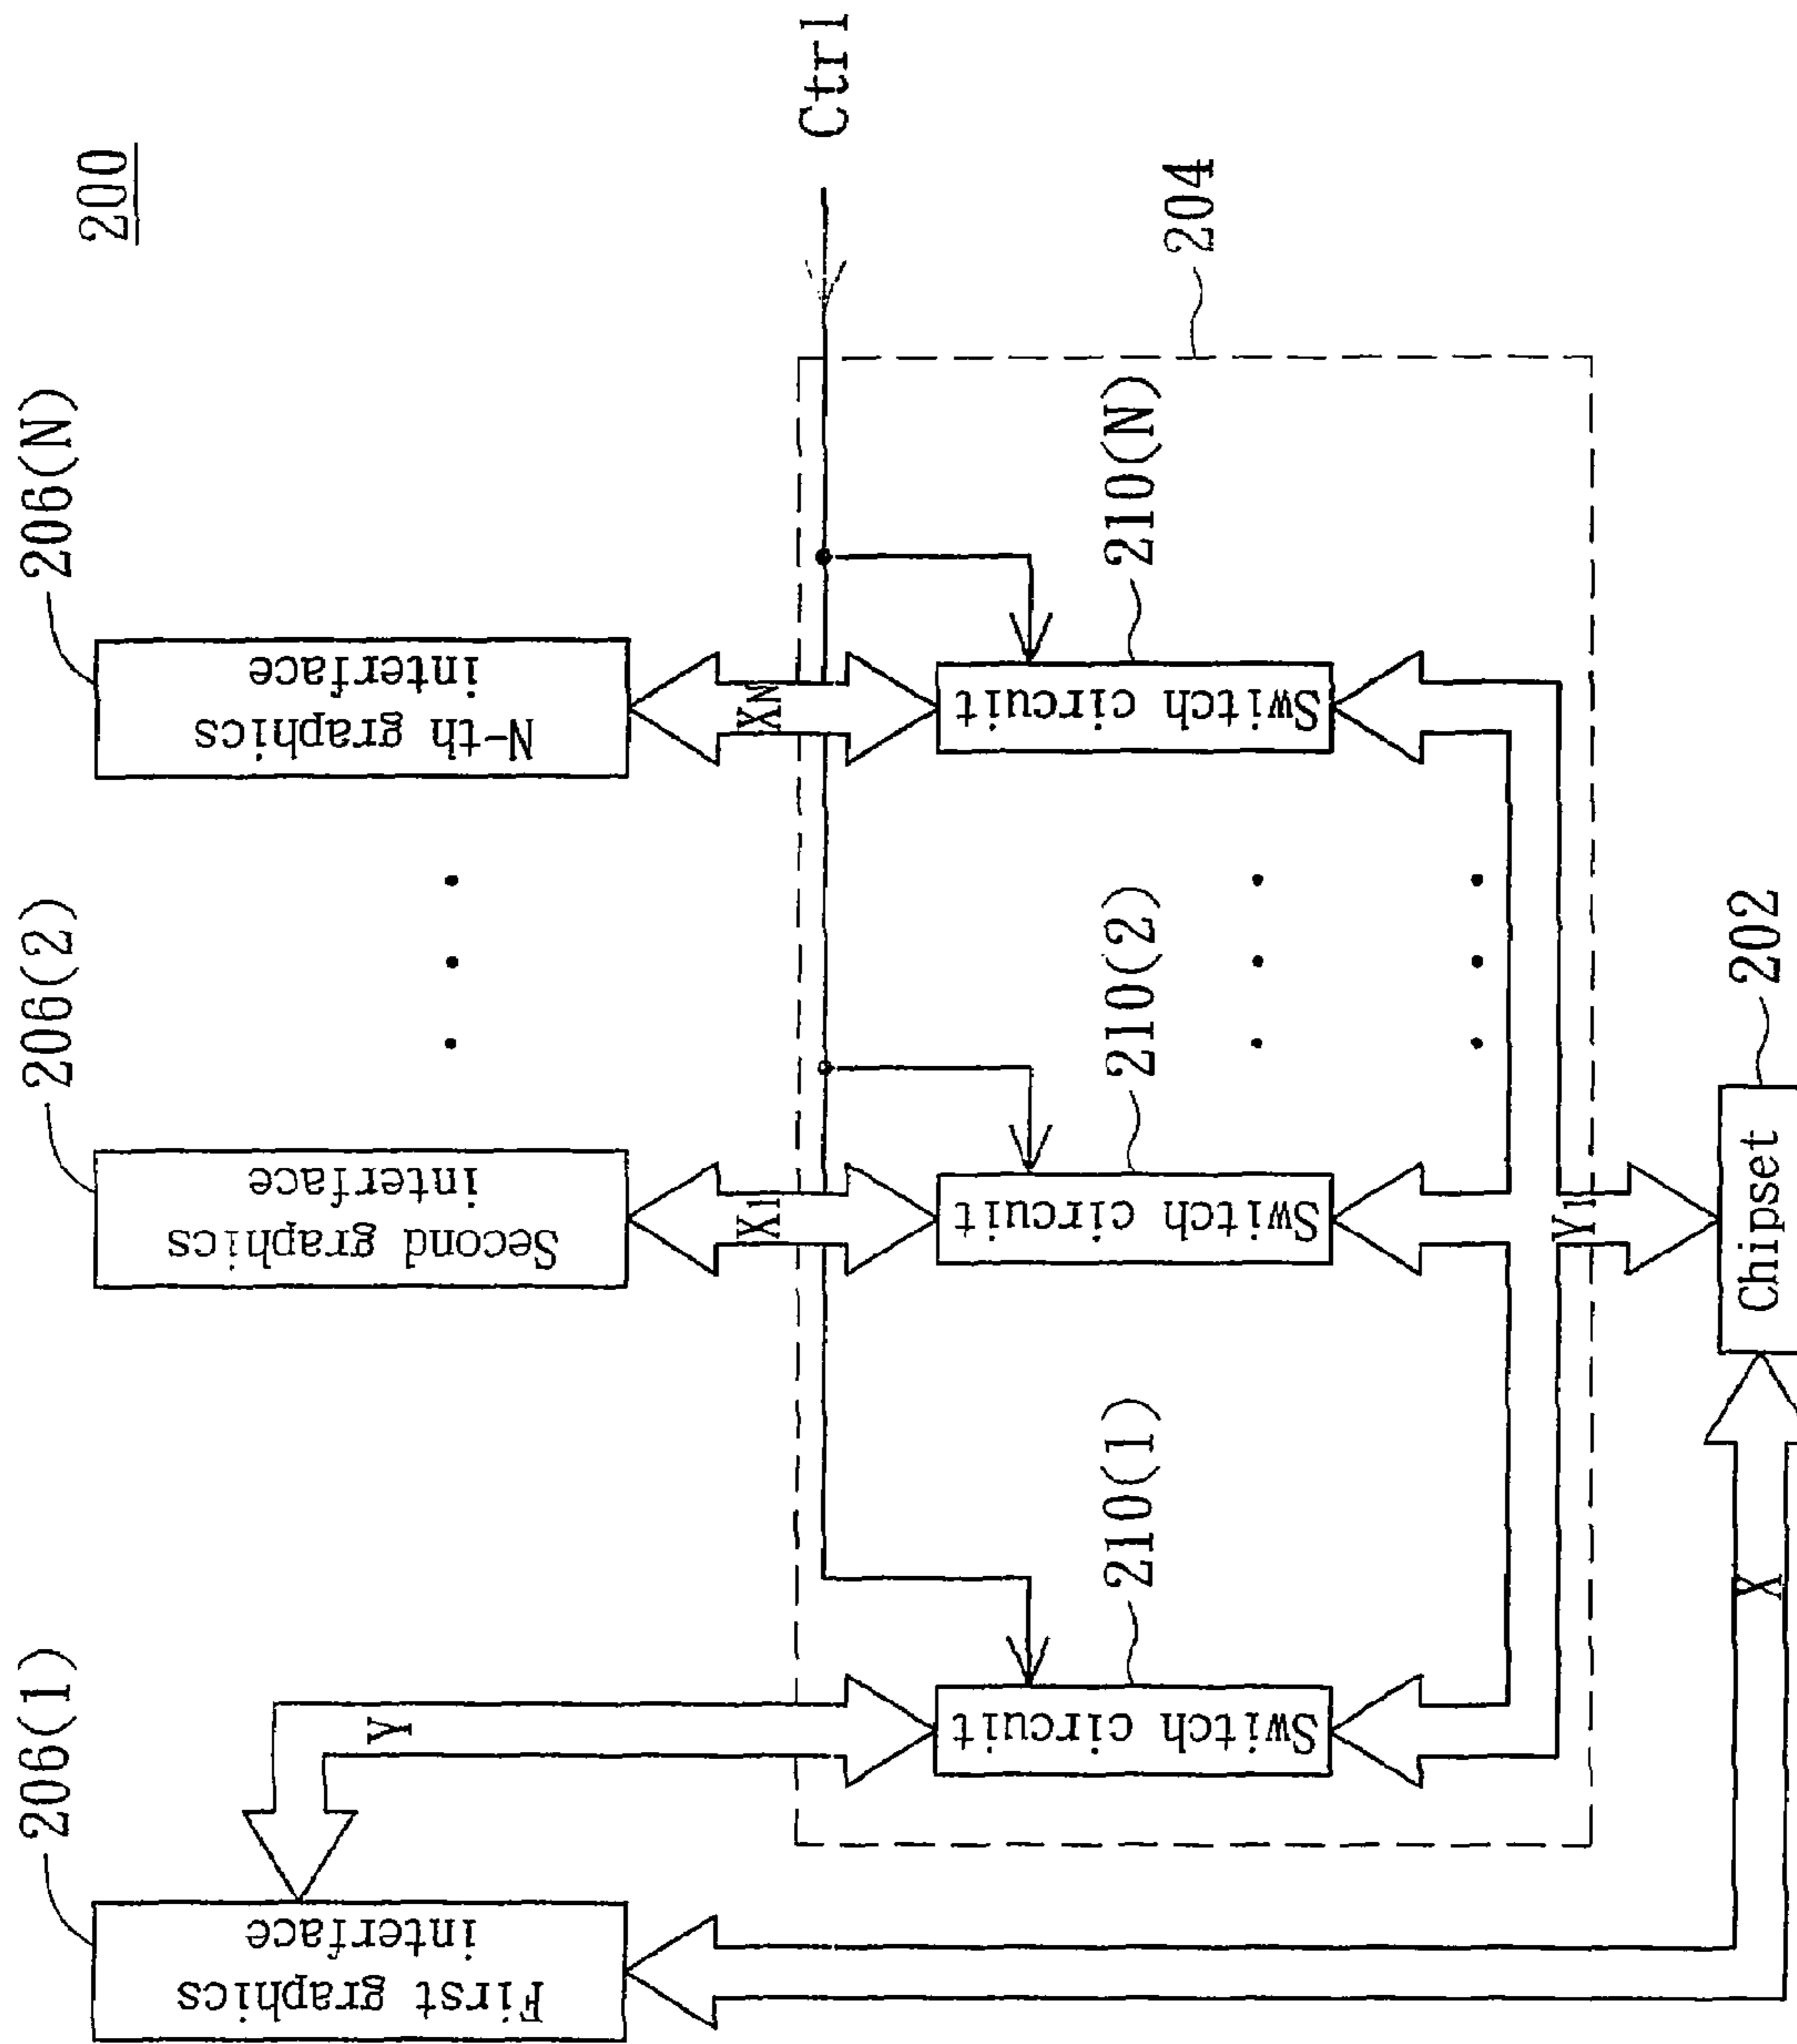 200
Ctrl
206(1)
206(2)
206(N)
First graphics
interface
Second graphics
interface
N-th graphics
interface
Y
X1
XN
204
Switch circuit
210(1)
Switch circuit
210(2)
Switch circuit
210(N)
Y1
X
Chipset
202